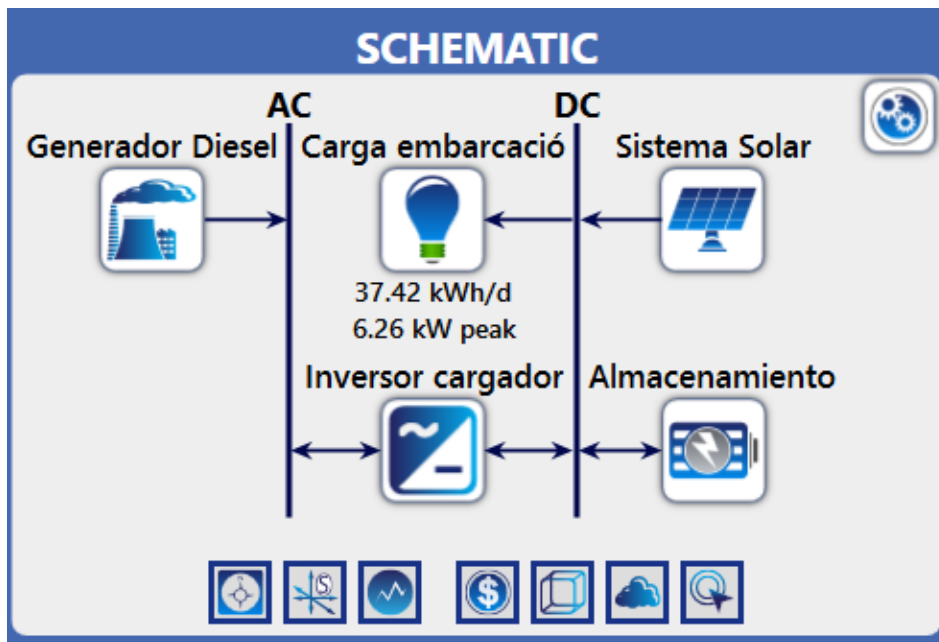 SCHEMATIC
AC DC
Generador Diesel Carga embarcació Sistema Solar
37.42 kWh/d
6.26 kW peak
Inversor cargador Almacenamiento